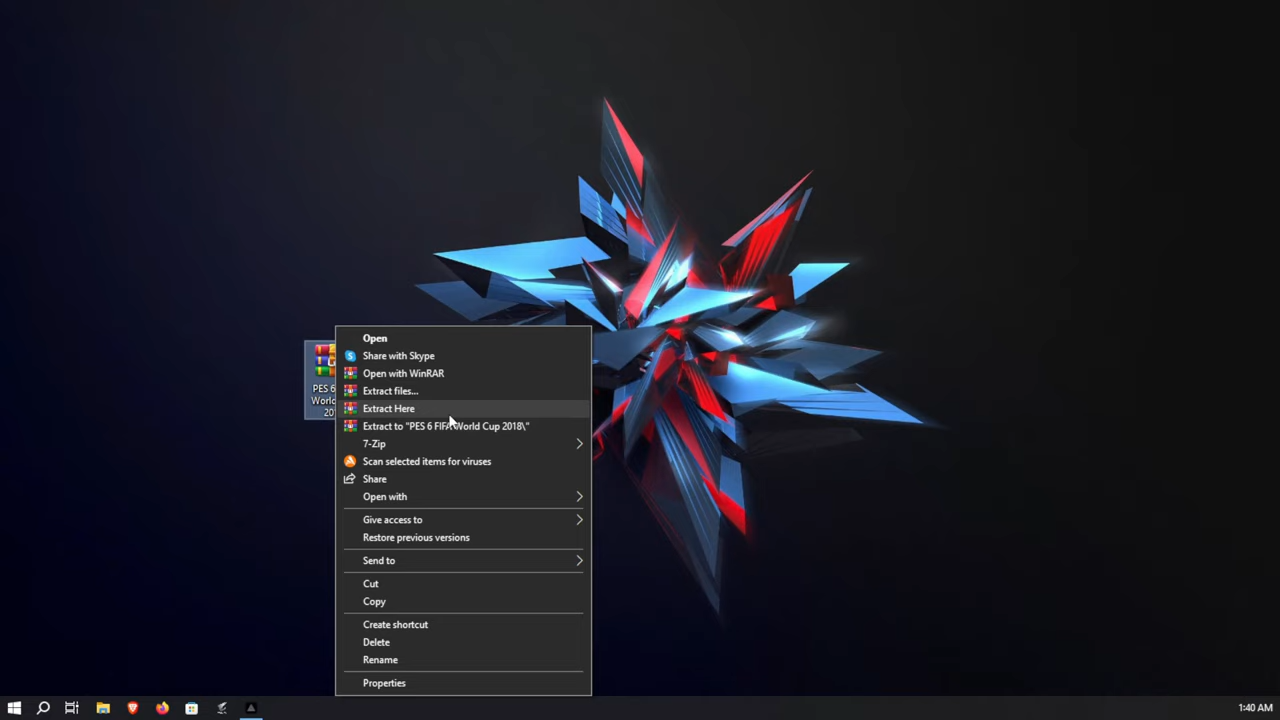 Open
Share with Skype
Open with WinRAR
Extract files...
Extract Here
Extract to "PES 6 FIFA World Cup 2018\"
7-Zip
Scan selected items for viruses
Share
Open with
Give access to
Restore previous versions
Send to
Cut
Copy
Create shortcut
Delete
Rename
Properties
PES 6
World
20
1:40 AM